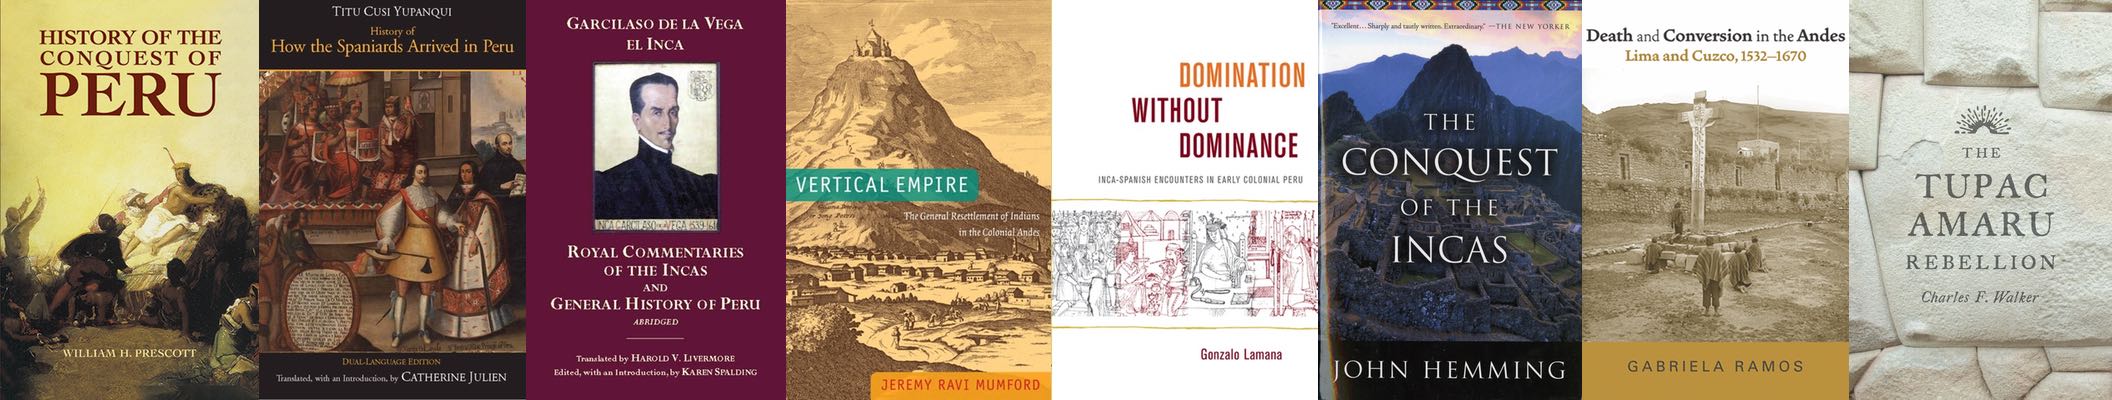 HISTORY OF THE
CONQUEST OF
PERU
WILLIAM H. PRESCOTT
TITU CUSI YUPANQUI
History of
How the Spaniards Arrived in Peru
DUAL-LANGUAGE EDITION
Translated, with an Introduction, by CATHERINE JULIEN
GARCILASO DE LA VEGA
EL INCA
ROYAL COMMENTARIES
OF THE INCAS
AND
GENERAL HISTORY OF PERU
ABRIDGED
Translated by HAROLD V. LIVERMORE
Edited, with an Introduction, by KAREN SPALDING
VERTICAL EMPIRE
The General Resettlement of Indians
in the Colonial Andes
JEREMY RAVI MUMFORD
DOMINATION
WITHOUT
DOMINANCE
INCA-SPANISH ENCOUNTERS IN EARLY COLONIAL PERU
Gonzalo Lamana
"Excellent... Sharply and tautly written. Extraordinary." —THE NEW YORKER
THE
CONQUEST
OF THE
INCAS
JOHN HEMMING
Death and Conversion in the Andes
Lima and Cuzco, 1532–1670
GABRIELA RAMOS
THE
TUPAC
AMARU
REBELLION
Charles F. Walker